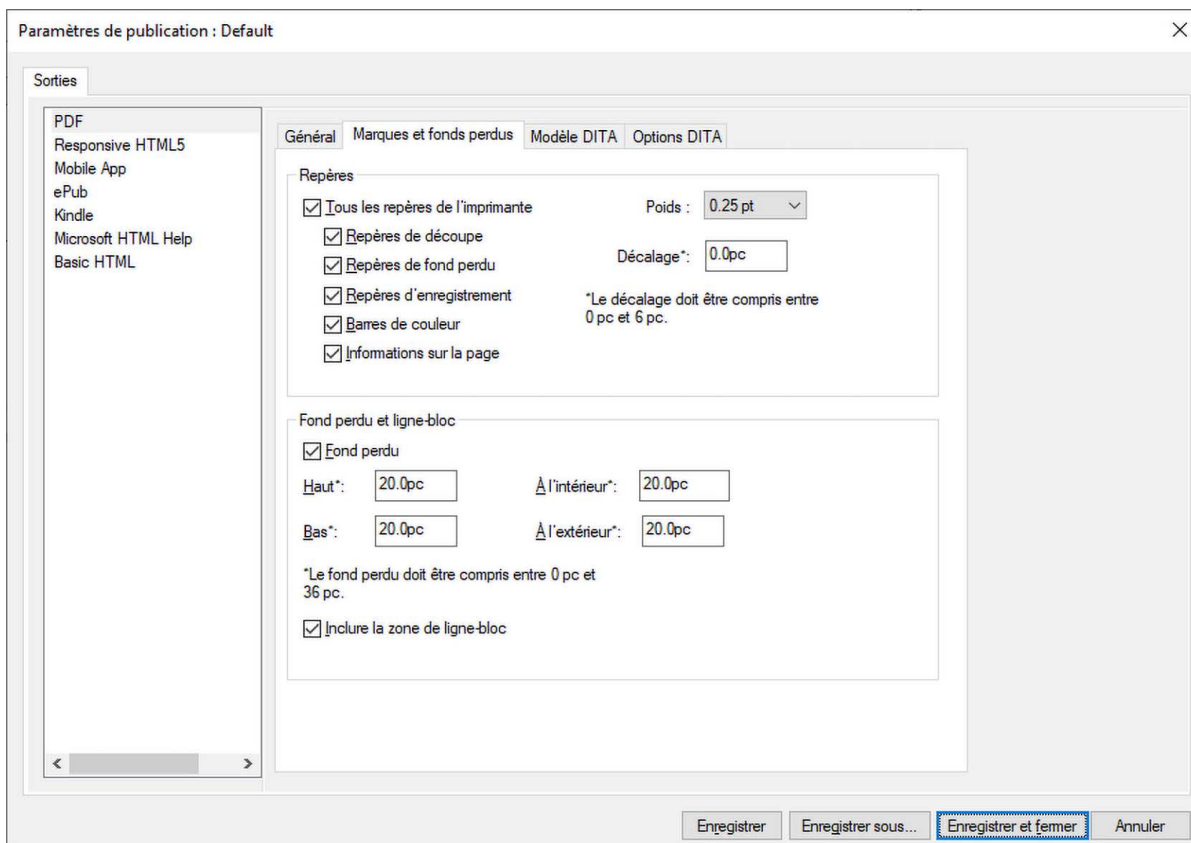 Paramètres de publication : Default
Sorties
PDF
Responsive HTML5
Mobile App
ePub
Kindle
Microsoft HTML Help
Basic HTML
Général
Marques et fonds perdus
Modèle DITA
Options DITA
Repères
Tous les repères de l'imprimante
Repères de découpe
Repères de fond perdu
Repères d'enregistrement
Barres de couleur
Informations sur la page
Poids : 0.25 pt
Décalage*: 0.0pc
*Le décalage doit être compris entre
0 pc et 6 pc.
Fond perdu et ligne-bloc
Fond perdu
Haut*: 20.0pc À l'intérieur*: 20.0pc
Bas*: 20.0pc À l'extérieur*: 20.0pc
*Le fond perdu doit être compris entre 0 pc et
36 pc.
Inclure la zone de ligne-bloc
Enregistrer
Enregistrer sous...
Enregistrer et fermer
Annuler